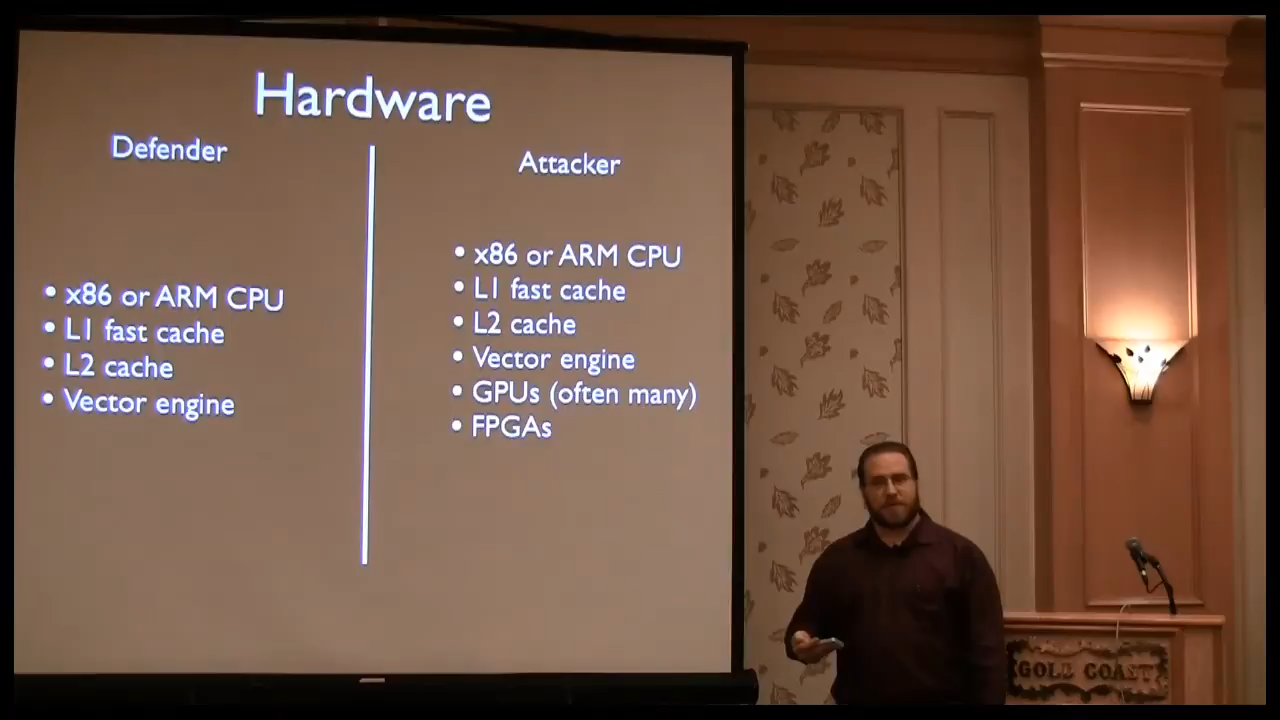 Hardware
Defender
• x86 or ARM CPU
• L1 fast cache
• L2 cache
• Vector engine
Attacker
• x86 or ARM CPU
• L1 fast cache
• L2 cache
• Vector engine
• GPUs (often many)
• FPGAs
GOLD COAST